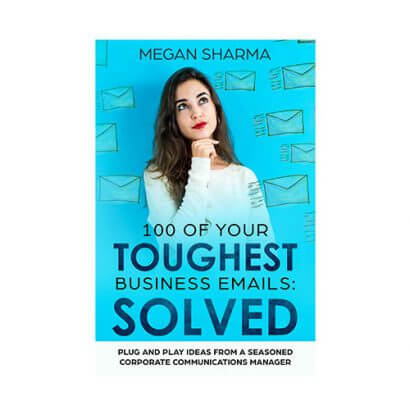 MEGAN SHARMA
100 OF YOUR
TOUGHEST
BUSINESS EMAILS:
SOLVED
PLUG AND PLAY IDEAS FROM A SEASONED
CORPORATE COMMUNICATIONS MANAGER